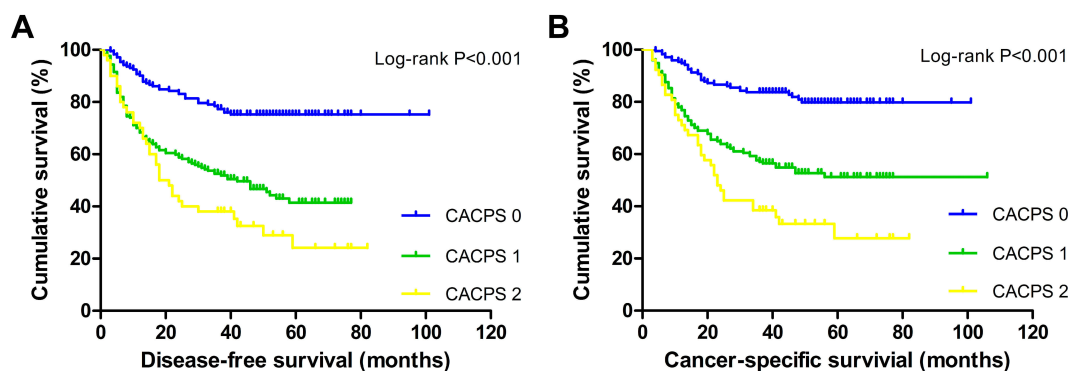 A
Log-rank P<0.001
Cumulative survival (%)
100
80
60
40
20
0
CACPS 0
CACPS 1
CACPS 2
0 20 40 60 80 100 120
Disease-free survival (months)
B
Log-rank P<0.001
Cumulative survival (%)
100
80
60
40
20
0
CACPS 0
CACPS 1
CACPS 2
0 20 40 60 80 100 120
Cancer-specific survivial (months)